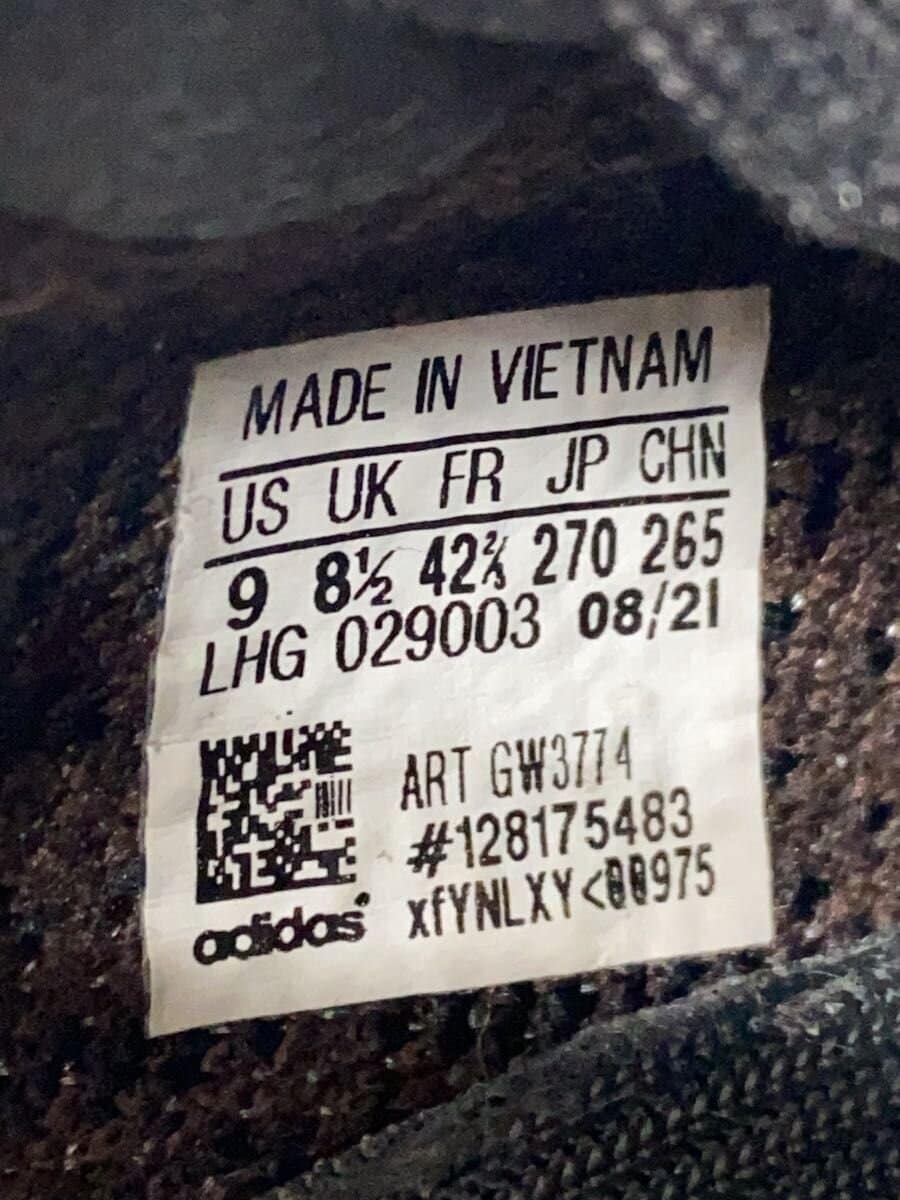 MADE IN VIETNAM
US UK FR JP CHN
9 8½ 42⅔ 270 265
LHG 029003 08/21
ART GW3774
#128175483
xfYNLXY<00975
adidas